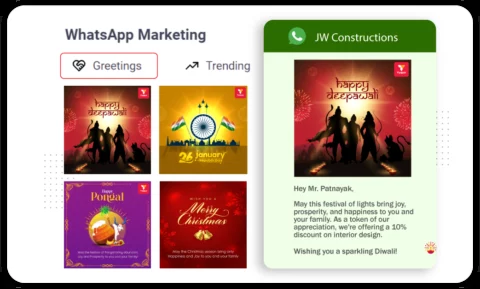 WhatsApp Marketing
Greetings
Trending
happy
deepawali
26 january
Happy
Pongal
WISH YOU A
Merry
Christmas
JW Constructions
happy
deepawali
Hey Mr. Patnayak,
May this festival of lights bring joy,
prosperity, and happiness to you and
your family. As a token of our
appreciation, we're offering a 10%
discount on interior design.
Wishing you a sparkling Diwali!